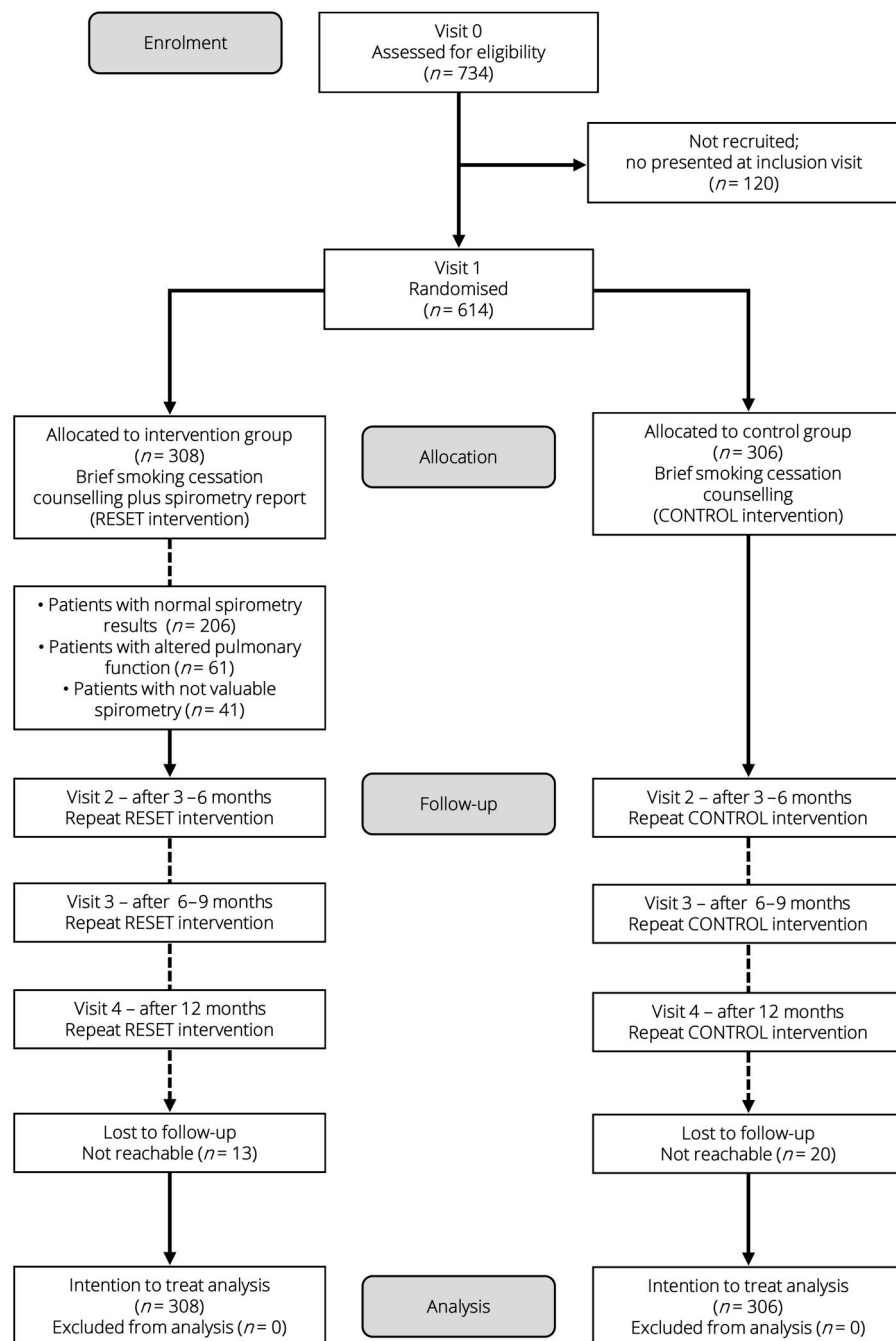 Enrolment
Visit 0
Assessed for eligibility
(n = 734)
Not recruited;
no presented at inclusion visit
(n = 120)
Visit 1
Randomised
(n = 614)
Allocated to intervention group
(n = 308)
Brief smoking cessation
counselling plus spirometry report
(RESET intervention)
Allocation
Allocated to control group
(n = 306)
Brief smoking cessation
counselling
(CONTROL intervention)
• Patients with normal spirometry
results (n = 206)
• Patients with altered pulmonary
function (n = 61)
• Patients with not valuable
spirometry (n = 41)
Visit 2 – after 3–6 months
Repeat RESET intervention
Follow-up
Visit 2 – after 3–6 months
Repeat CONTROL intervention
Visit 3 – after 6–9 months
Repeat RESET intervention
Visit 3 – after 6–9 months
Repeat CONTROL intervention
Visit 4 – after 12 months
Repeat RESET intervention
Visit 4 – after 12 months
Repeat CONTROL intervention
Lost to follow-up
Not reachable (n = 13)
Lost to follow-up
Not reachable (n = 20)
Intention to treat analysis
(n = 308)
Excluded from analysis (n = 0)
Analysis
Intention to treat analysis
(n = 306)
Excluded from analysis (n = 0)